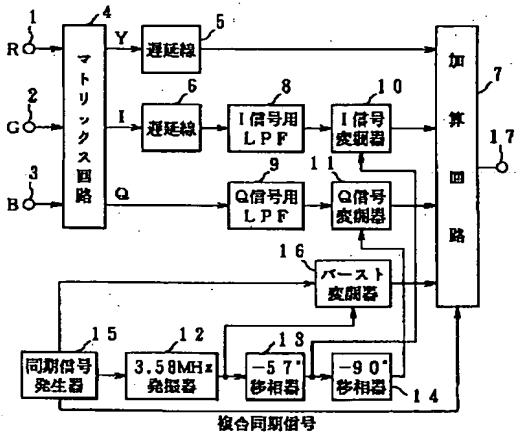 1
R
2
G
3
B
4
マトリックス回路
Y
I
Q
5
遅延線
6
遅延線
8
I信号用
LPF
9
Q信号用
LPF
10
I信号
変調器
11
Q信号
変調器
7
加算回路
17
16
バースト
変調器
15
同期信号
発生器
12
3.58MHz
発振器
13
-57°
移相器
-90°
移相器
14
複合同期信号